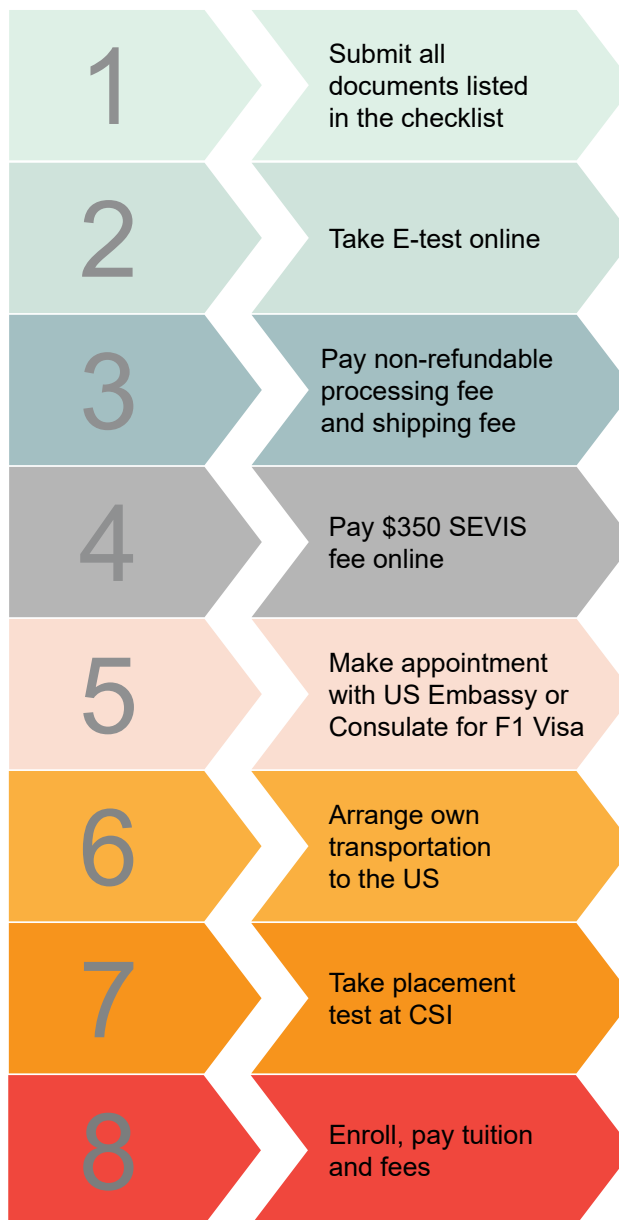 1
Submit all
documents listed
in the checklist
2
Take E-test online
3
Pay non-refundable
processing fee
and shipping fee
4
Pay $350 SEVIS
fee online
5
Make appointment
with US Embassy or
Consulate for F1 Visa
6
Arrange own
transportation
to the US
7
Take placement
test at CSI
8
Enroll, pay tuition
and fees